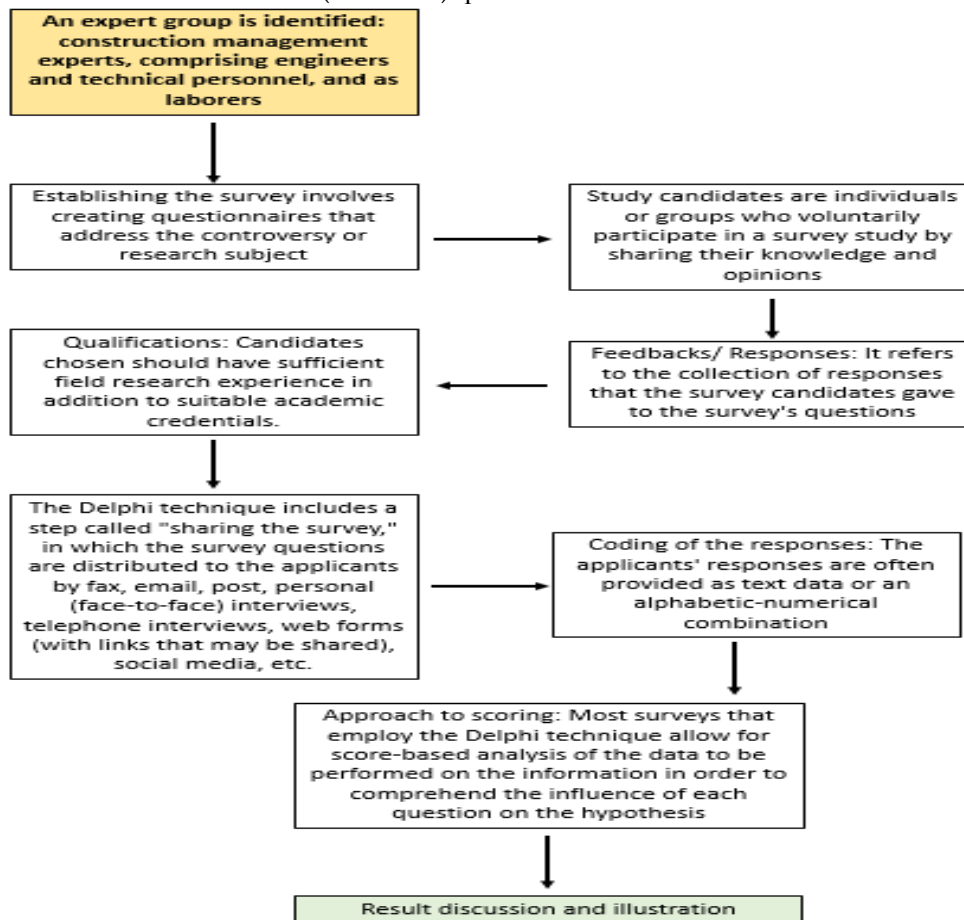 An expert group is identified:
construction management
experts, comprising engineers
and technical personnel, and as
laborers
Establishing the survey involves
creating questionnaires that
address the controversy or
research subject
Study candidates are individuals
or groups who voluntarily
participate in a survey study by
sharing their knowledge and
opinions
Feedbacks/ Responses: It refers
to the collection of responses
that the survey candidates gave
to the survey's questions
Qualifications: Candidates
chosen should have sufficient
field research experience in
addition to suitable academic
credentials.
The Delphi technique includes a
step called "sharing the survey,"
in which the survey questions
are distributed to the applicants
by fax, email, post, personal
(face-to-face) interviews,
telephone interviews, web forms
(with links that may be shared),
social media, etc.
Coding of the responses: The
applicants' responses are often
provided as text data or an
alphabetic-numerical
combination
Approach to scoring: Most surveys that
employ the Delphi technique allow for
score-based analysis of the data to be
performed on the information in order to
comprehend the influence of each
question on the hypothesis
Result discussion and illustration